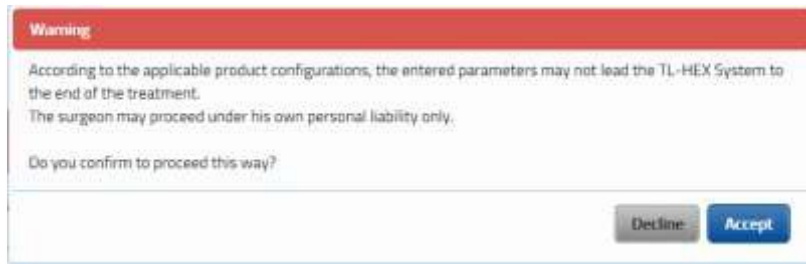 Warning
According to the applicable product configurations, the entered parameters may not lead the TL-HEX System to
the end of the treatment.
The surgeon may proceed under his own personal liability only.
Do you confirm to proceed this way?
Decline Accept